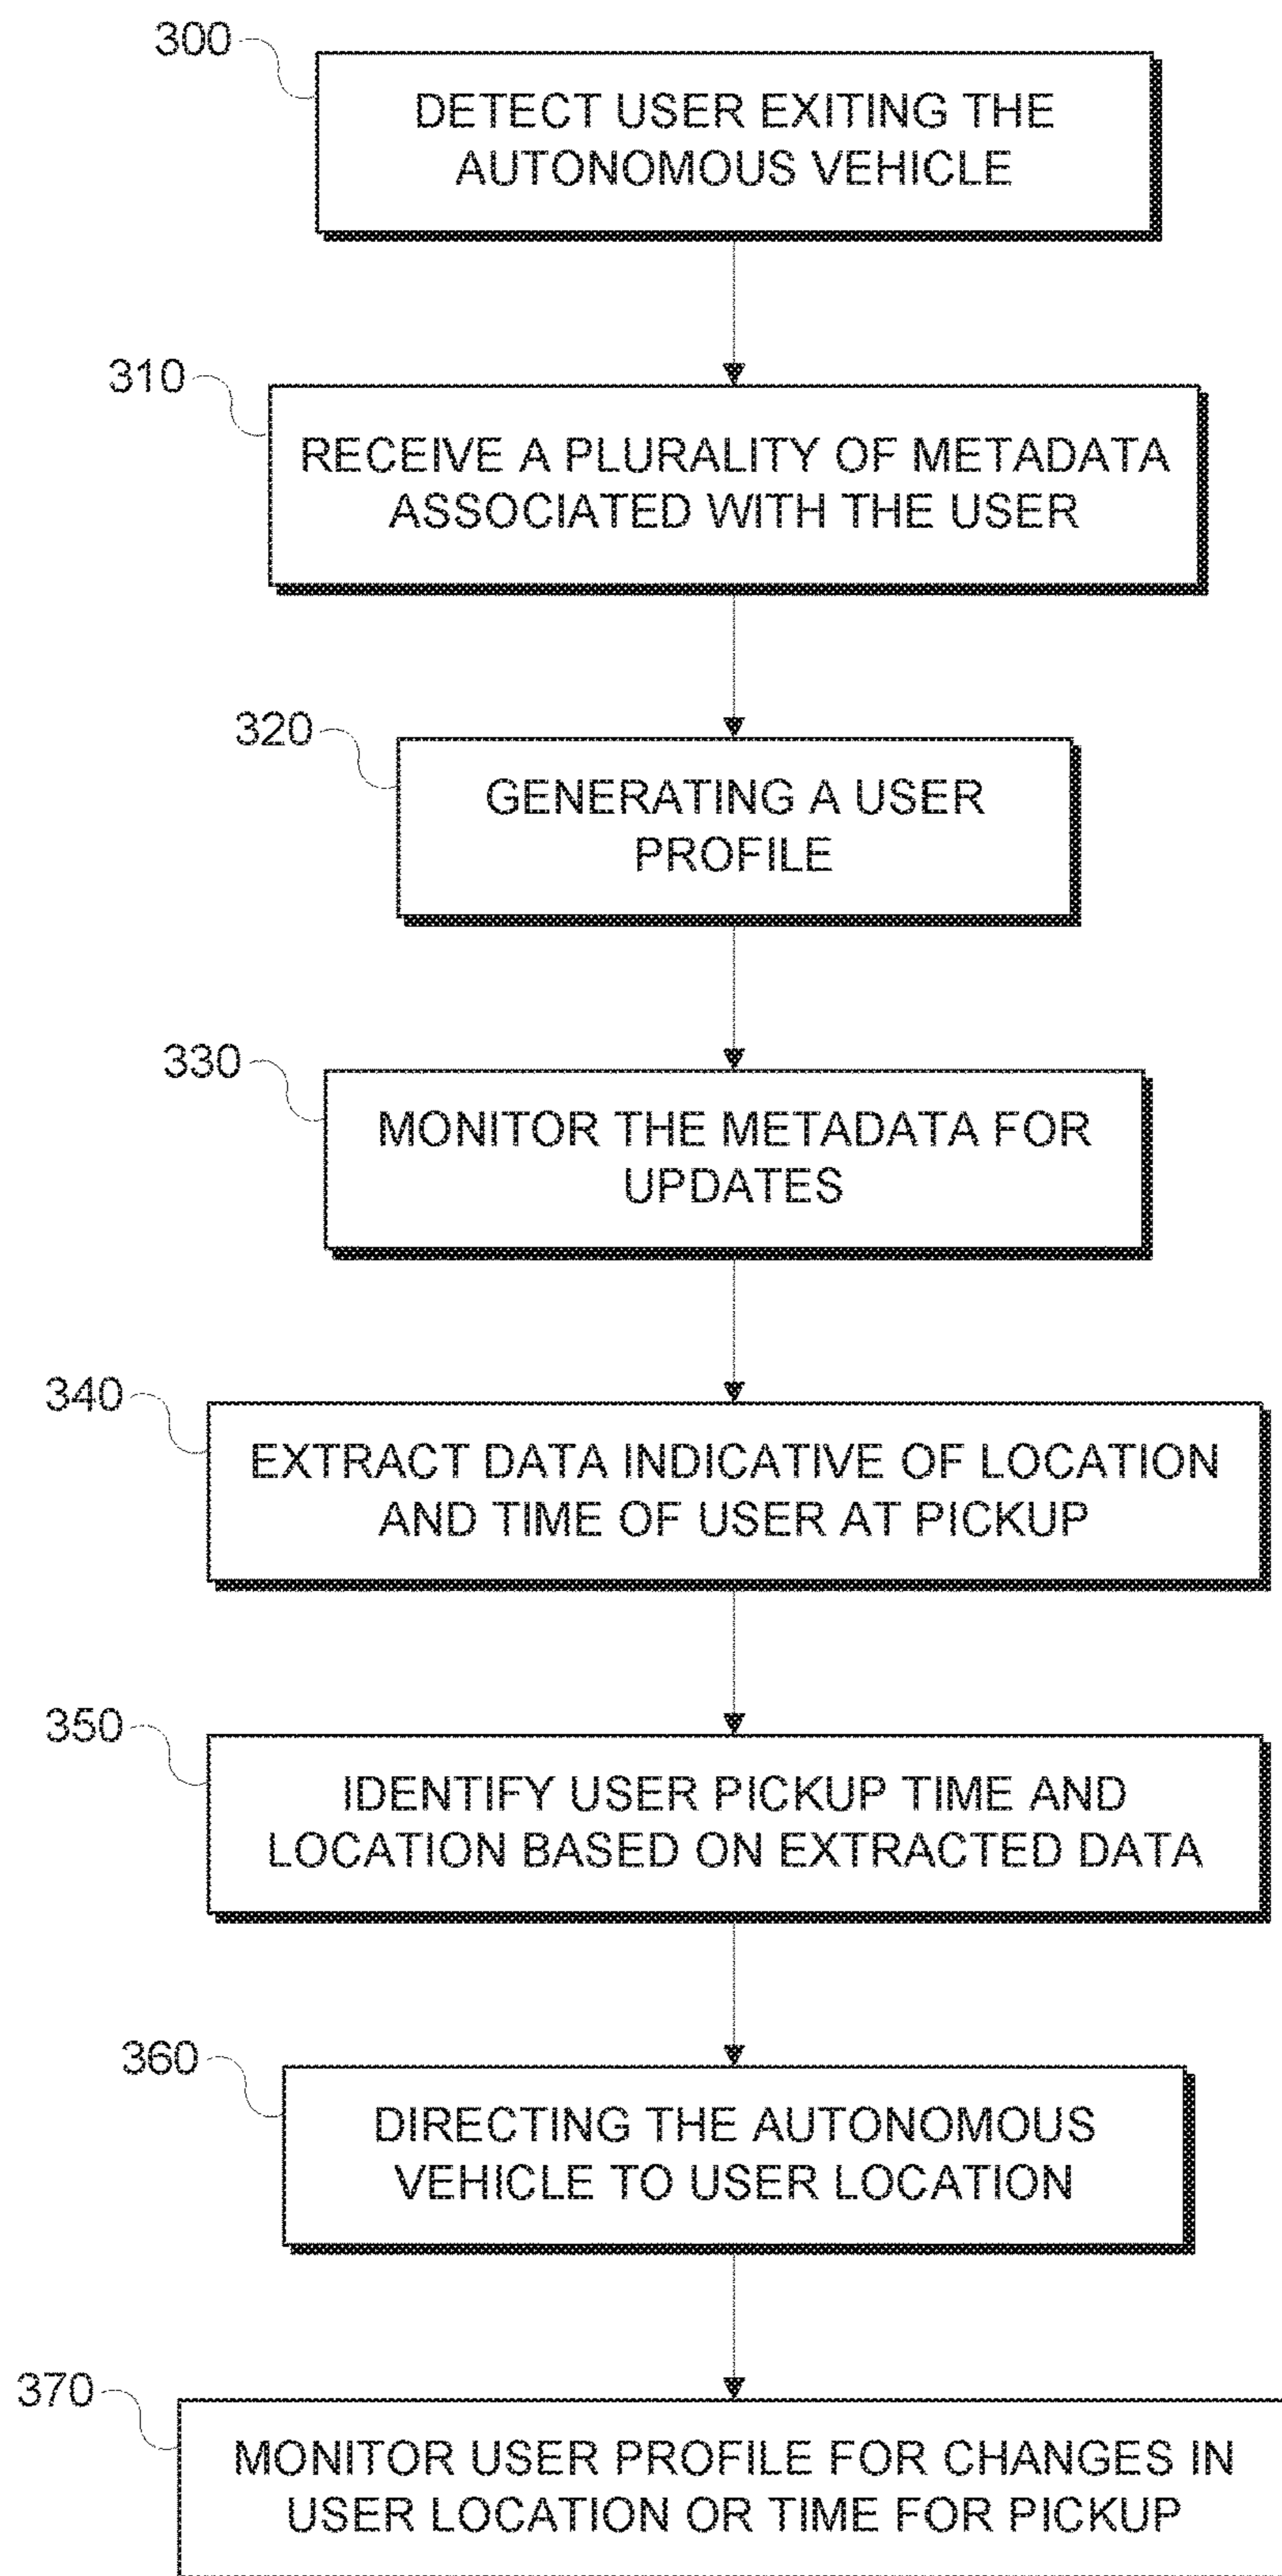 300
DETECT USER EXITING THE
AUTONOMOUS VEHICLE
310
RECEIVE A PLURALITY OF METADATA
ASSOCIATED WITH THE USER
320
GENERATING A USER
PROFILE
330
MONITOR THE METADATA FOR
UPDATES
340
EXTRACT DATA INDICATIVE OF LOCATION
AND TIME OF USER AT PICKUP
350
IDENTIFY USER PICKUP TIME AND
LOCATION BASED ON EXTRACTED DATA
360
DIRECTING THE AUTONOMOUS
VEHICLE TO USER LOCATION
370
MONITOR USER PROFILE FOR CHANGES IN
USER LOCATION OR TIME FOR PICKUP